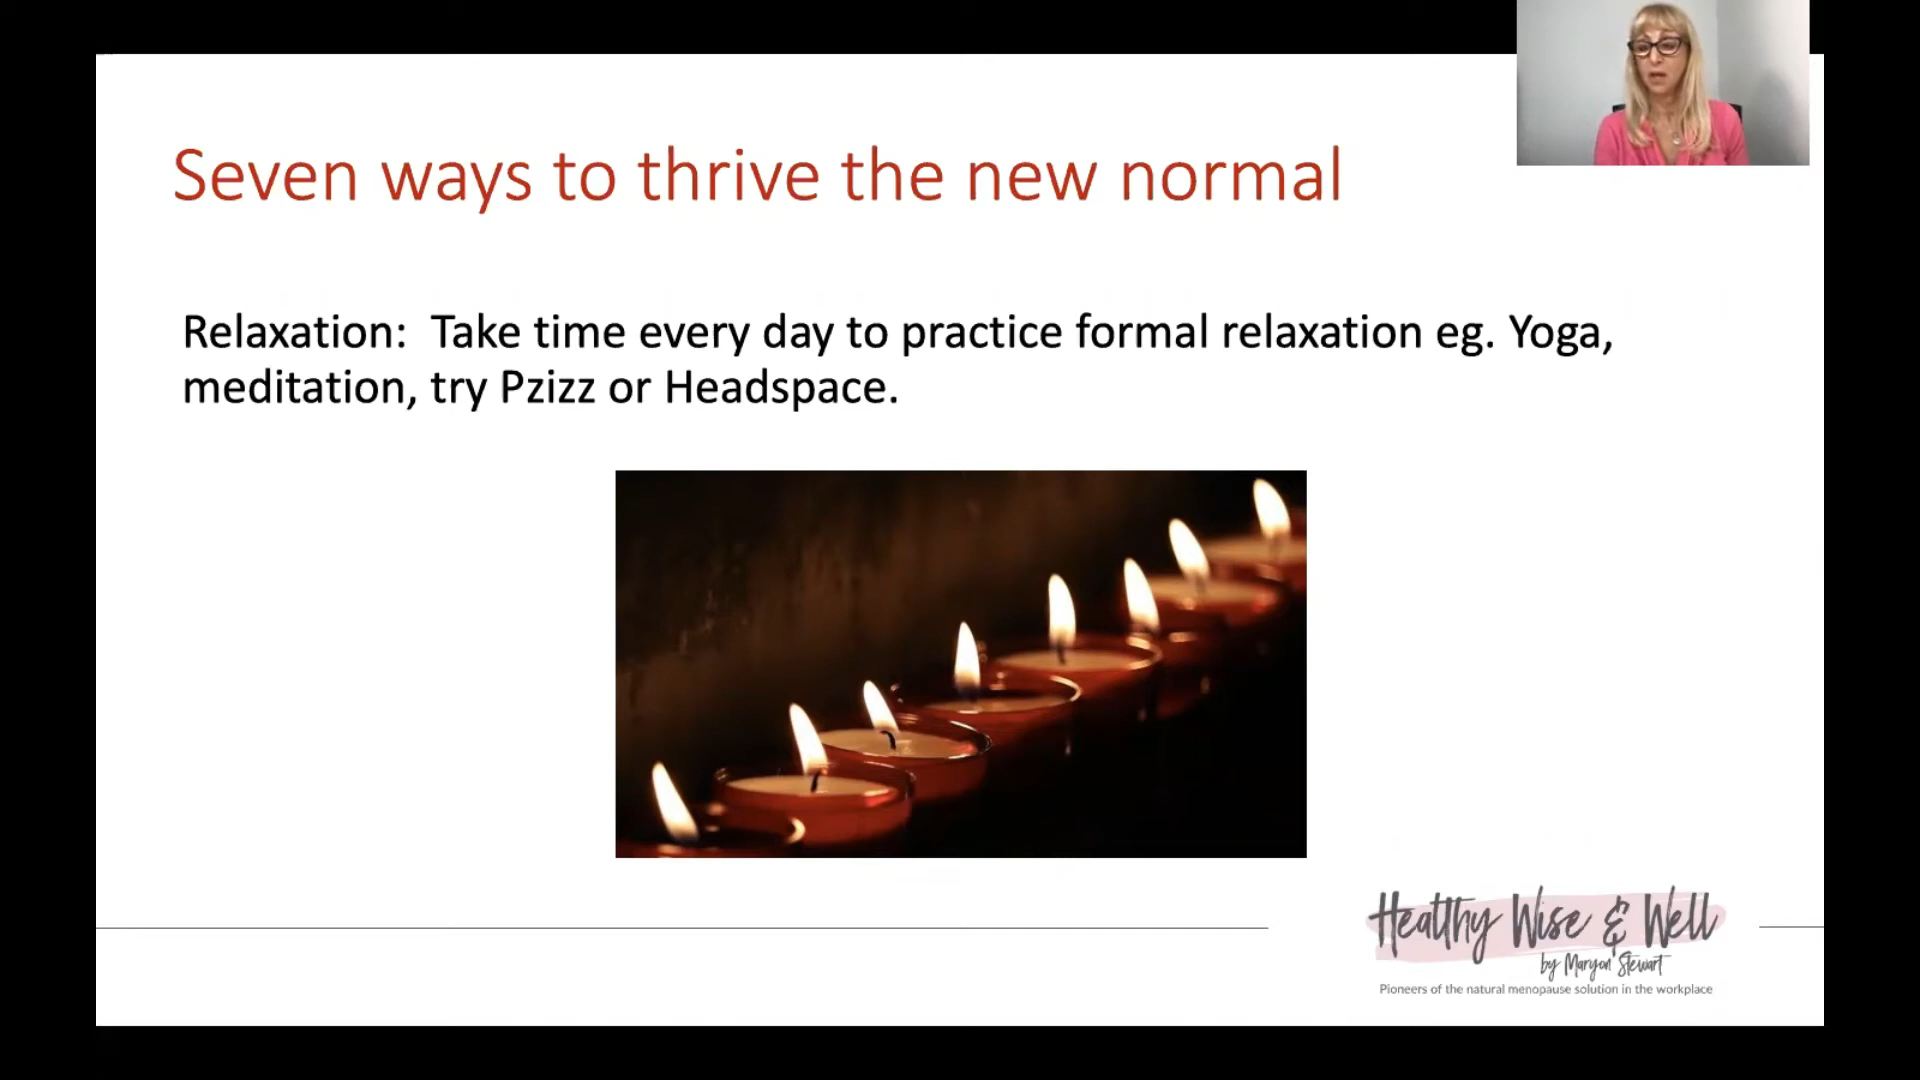 Seven ways to thrive the new normal
Relaxation:  Take time every day to practice formal relaxation eg. Yoga,
meditation, try Pzizz or Headspace.
Healthy Wise & Well
by Maryon Stewart
Pioneers of the natural menopause solution in the workplace